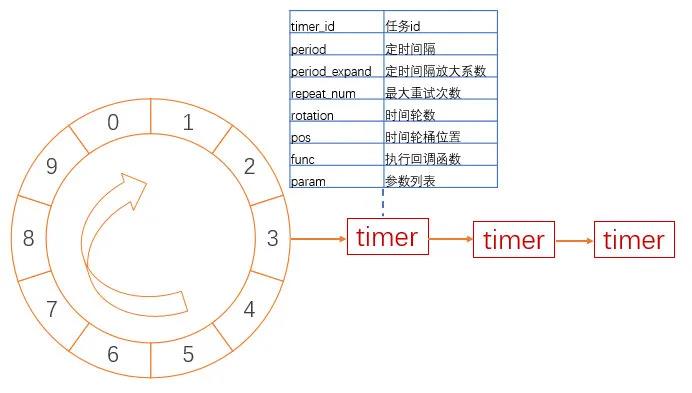 timer_id 任务id
period 定时间隔
period_expand 定时间隔放大系数
repeat_num 最大重试次数
rotation 时间轮数
pos 时间轮桶位置
func 执行回调函数
param 参数列表
0
1
2
3
4
5
6
7
8
9
timer
timer
timer